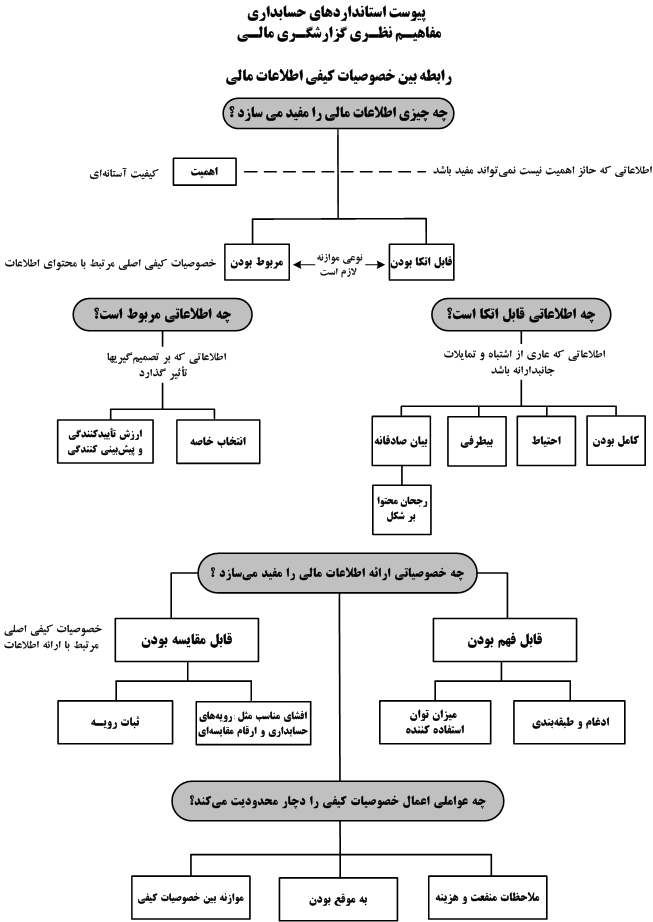 پیوست استانداردهای حسابداری
مفاهیــم نظــری گزارشگــری مالــی
رابطه بین خصوصیات کیفی اطلاعات مالی
چه چیزی اطلاعات مالی را مفید می سازد ؟
اطلاعاتی که حائز اهمیت نیست نمی‌تواند مفید باشد
اهمیت
کیفیت آستانه‌ای
قابل اتکا بودن
نوعی موازنه
لازم است
مربوط بودن
خصوصیات کیفی اصلی مرتبط با محتوای اطلاعات
چه اطلاعاتی قابل اتکا است؟
اطلاعاتی که عاری از اشتباه و تمایلات
جانبدارانه باشد
کامل بودن
احتیاط
بیطرفی
بیان صادقانه
رجحان محتوا
بر شکل
چه اطلاعاتی مربوط است؟
اطلاعاتی که بر تصمیم‌گیریها
تأثیر گذارد
انتخاب خاصه
ارزش تأییدکنندگی
و پیش‌بینی کنندگی
چه خصوصیاتی ارائه اطلاعات مالی را مفید می‌سازد ؟
قابل فهم بودن
قابل مقایسه بودن
خصوصیات کیفی اصلی
مرتبط با ارائه اطلاعات
ادغام و طبقه‌بندی
میزان توان
استفاده کننده
افشای مناسب مثل : رویه‌های
حسابداری و ارقام مقایسه‌ای
ثبات رویــه
چه عواملی اعمال خصوصیات کیفی را دچار محدودیت می‌کند؟
ملاحظات منفعت و هزینه
به موقع بودن
موازنه بین خصوصیات کیفی